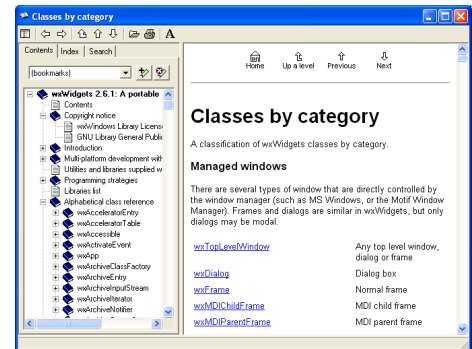 Classes by category
A
Contents Index Search
(bookmarks)
wxWidgets 2.6.1: A portable
Contents
Copyright notice
wxWindows Library Licens
GNU Library General Public
Introduction
Multi-platform development with
Utilities and libraries supplied w
Programming strategies
Libraries list
Alphabetical class reference
wxAcceleratorEntry
wxAcceleratorTable
wxAccessible
wxActivateEvent
wxApp
wxArchiveClassFactory
wxArchiveEntry
wxArchiveInputStream
wxArchiveIterator
wxArchiveNotifier
Home Up a level Previous Next
Classes by category
A classification of wxWidgets classes by category.
Managed windows
There are several types of window that are directly controlled by
the window manager (such as MS Windows, or the Motif Window
Manager). Frames and dialogs are similar in wxWidgets, but only
dialogs may be modal.
wxTopLevelWindow Any top level window,
dialog or frame
wxDialog Dialog box
wxFrame Normal frame
wxMDIChildFrame MDI child frame
wxMDIParentFrame MDI parent frame